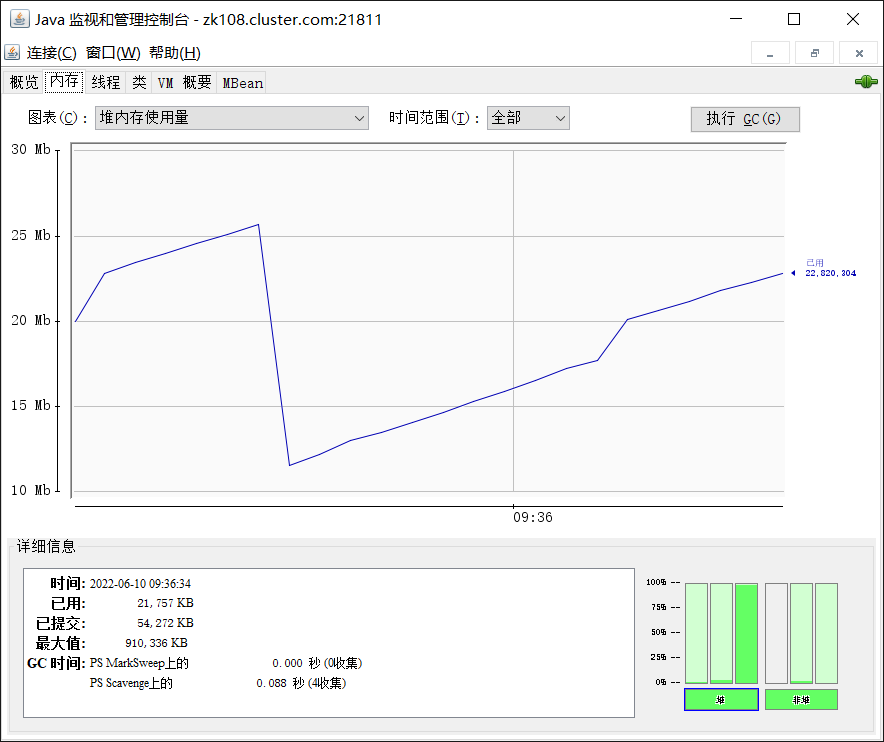 Java 监视和管理控制台 - zk108.cluster.com:21811
连接(C) 窗口(W) 帮助(H)
概览 内存 线程 类 VM 概要 MBean
图表(C): 堆内存使用量 时间范围(T): 全部 执行 GC(G)
30 Mb
25 Mb
已用
22,820,304
20 Mb
15 Mb
10 Mb
09:36
详细信息
时间: 2022-06-10 09:36:34
已用: 21,757 KB
已提交: 54,272 KB
最大值: 910,336 KB
GC 时间: PS MarkSweep上的 0.000 秒 (0收集)
PS Scavenge上的 0.088 秒 (4收集)
100% --
75% --
50% --
25% --
0% --
堆 非堆